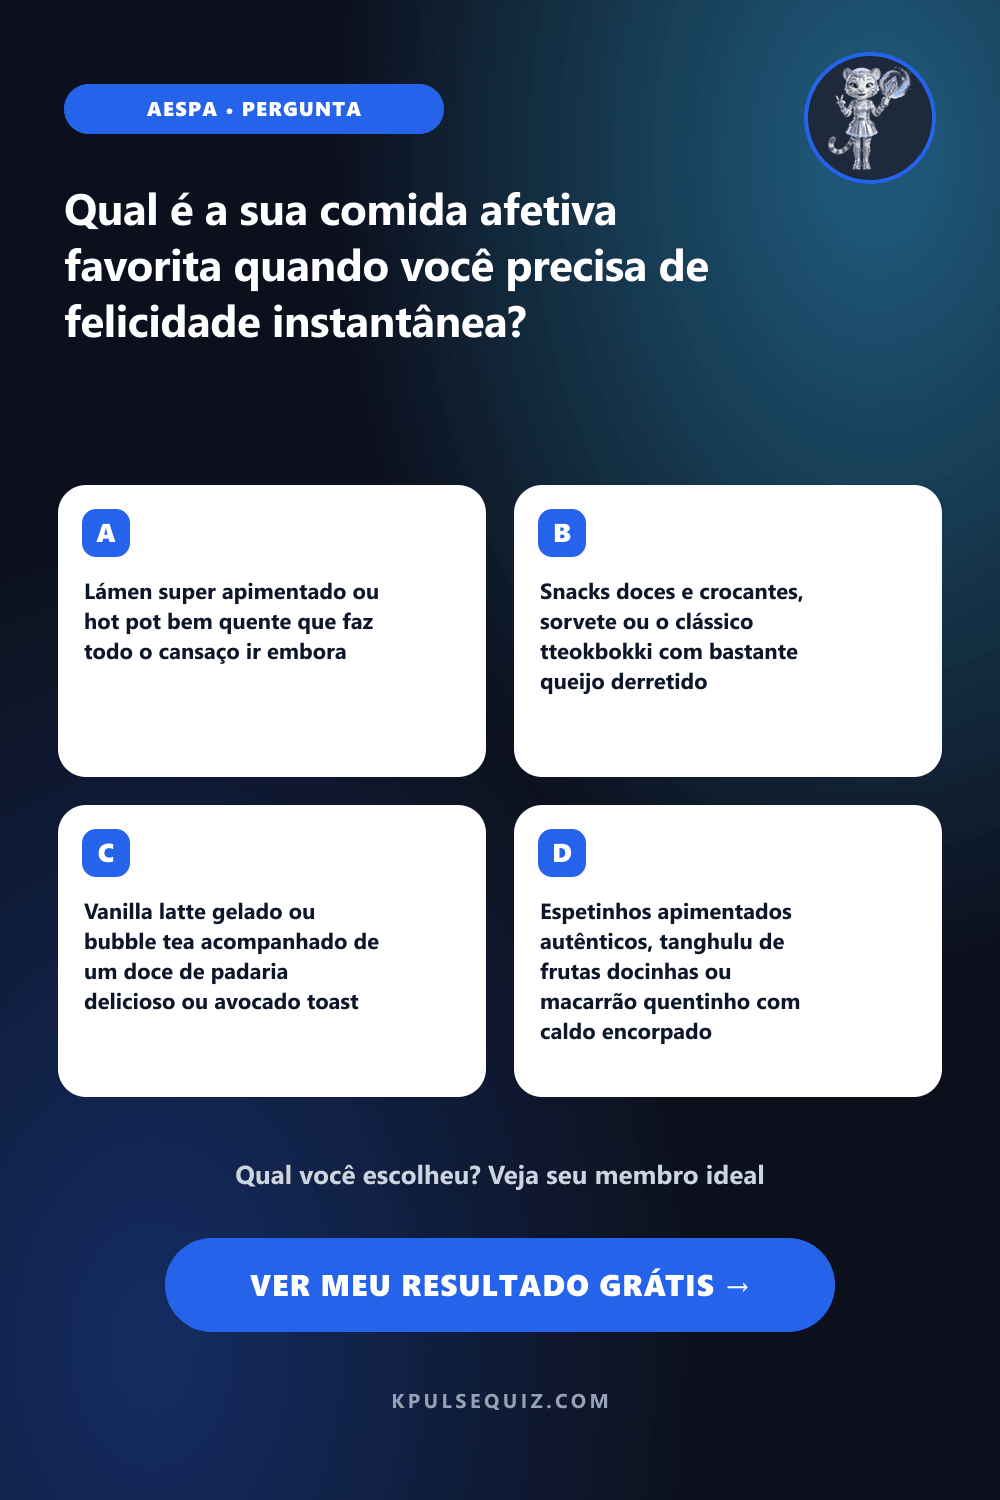 AESPA • PERGUNTA
Qual é a sua comida afetiva
favorita quando você precisa de
felicidade instantânea?
A
Lámen super apimentado ou
hot pot bem quente que faz
todo o cansaço ir embora
B
Snacks doces e crocantes,
sorvete ou o clássico
tteokbokki com bastante
queijo derretido
C
Vanilla latte gelado ou
bubble tea acompanhado de
um doce de padaria
delicioso ou avocado toast
D
Espetinhos apimentados
autênticos, tanghulu de
frutas docinhas ou
macarrão quentinho com
caldo encorpado
Qual você escolheu? Veja seu membro ideal
VER MEU RESULTADO GRÁTIS →
KPULSEQUIZ.COM